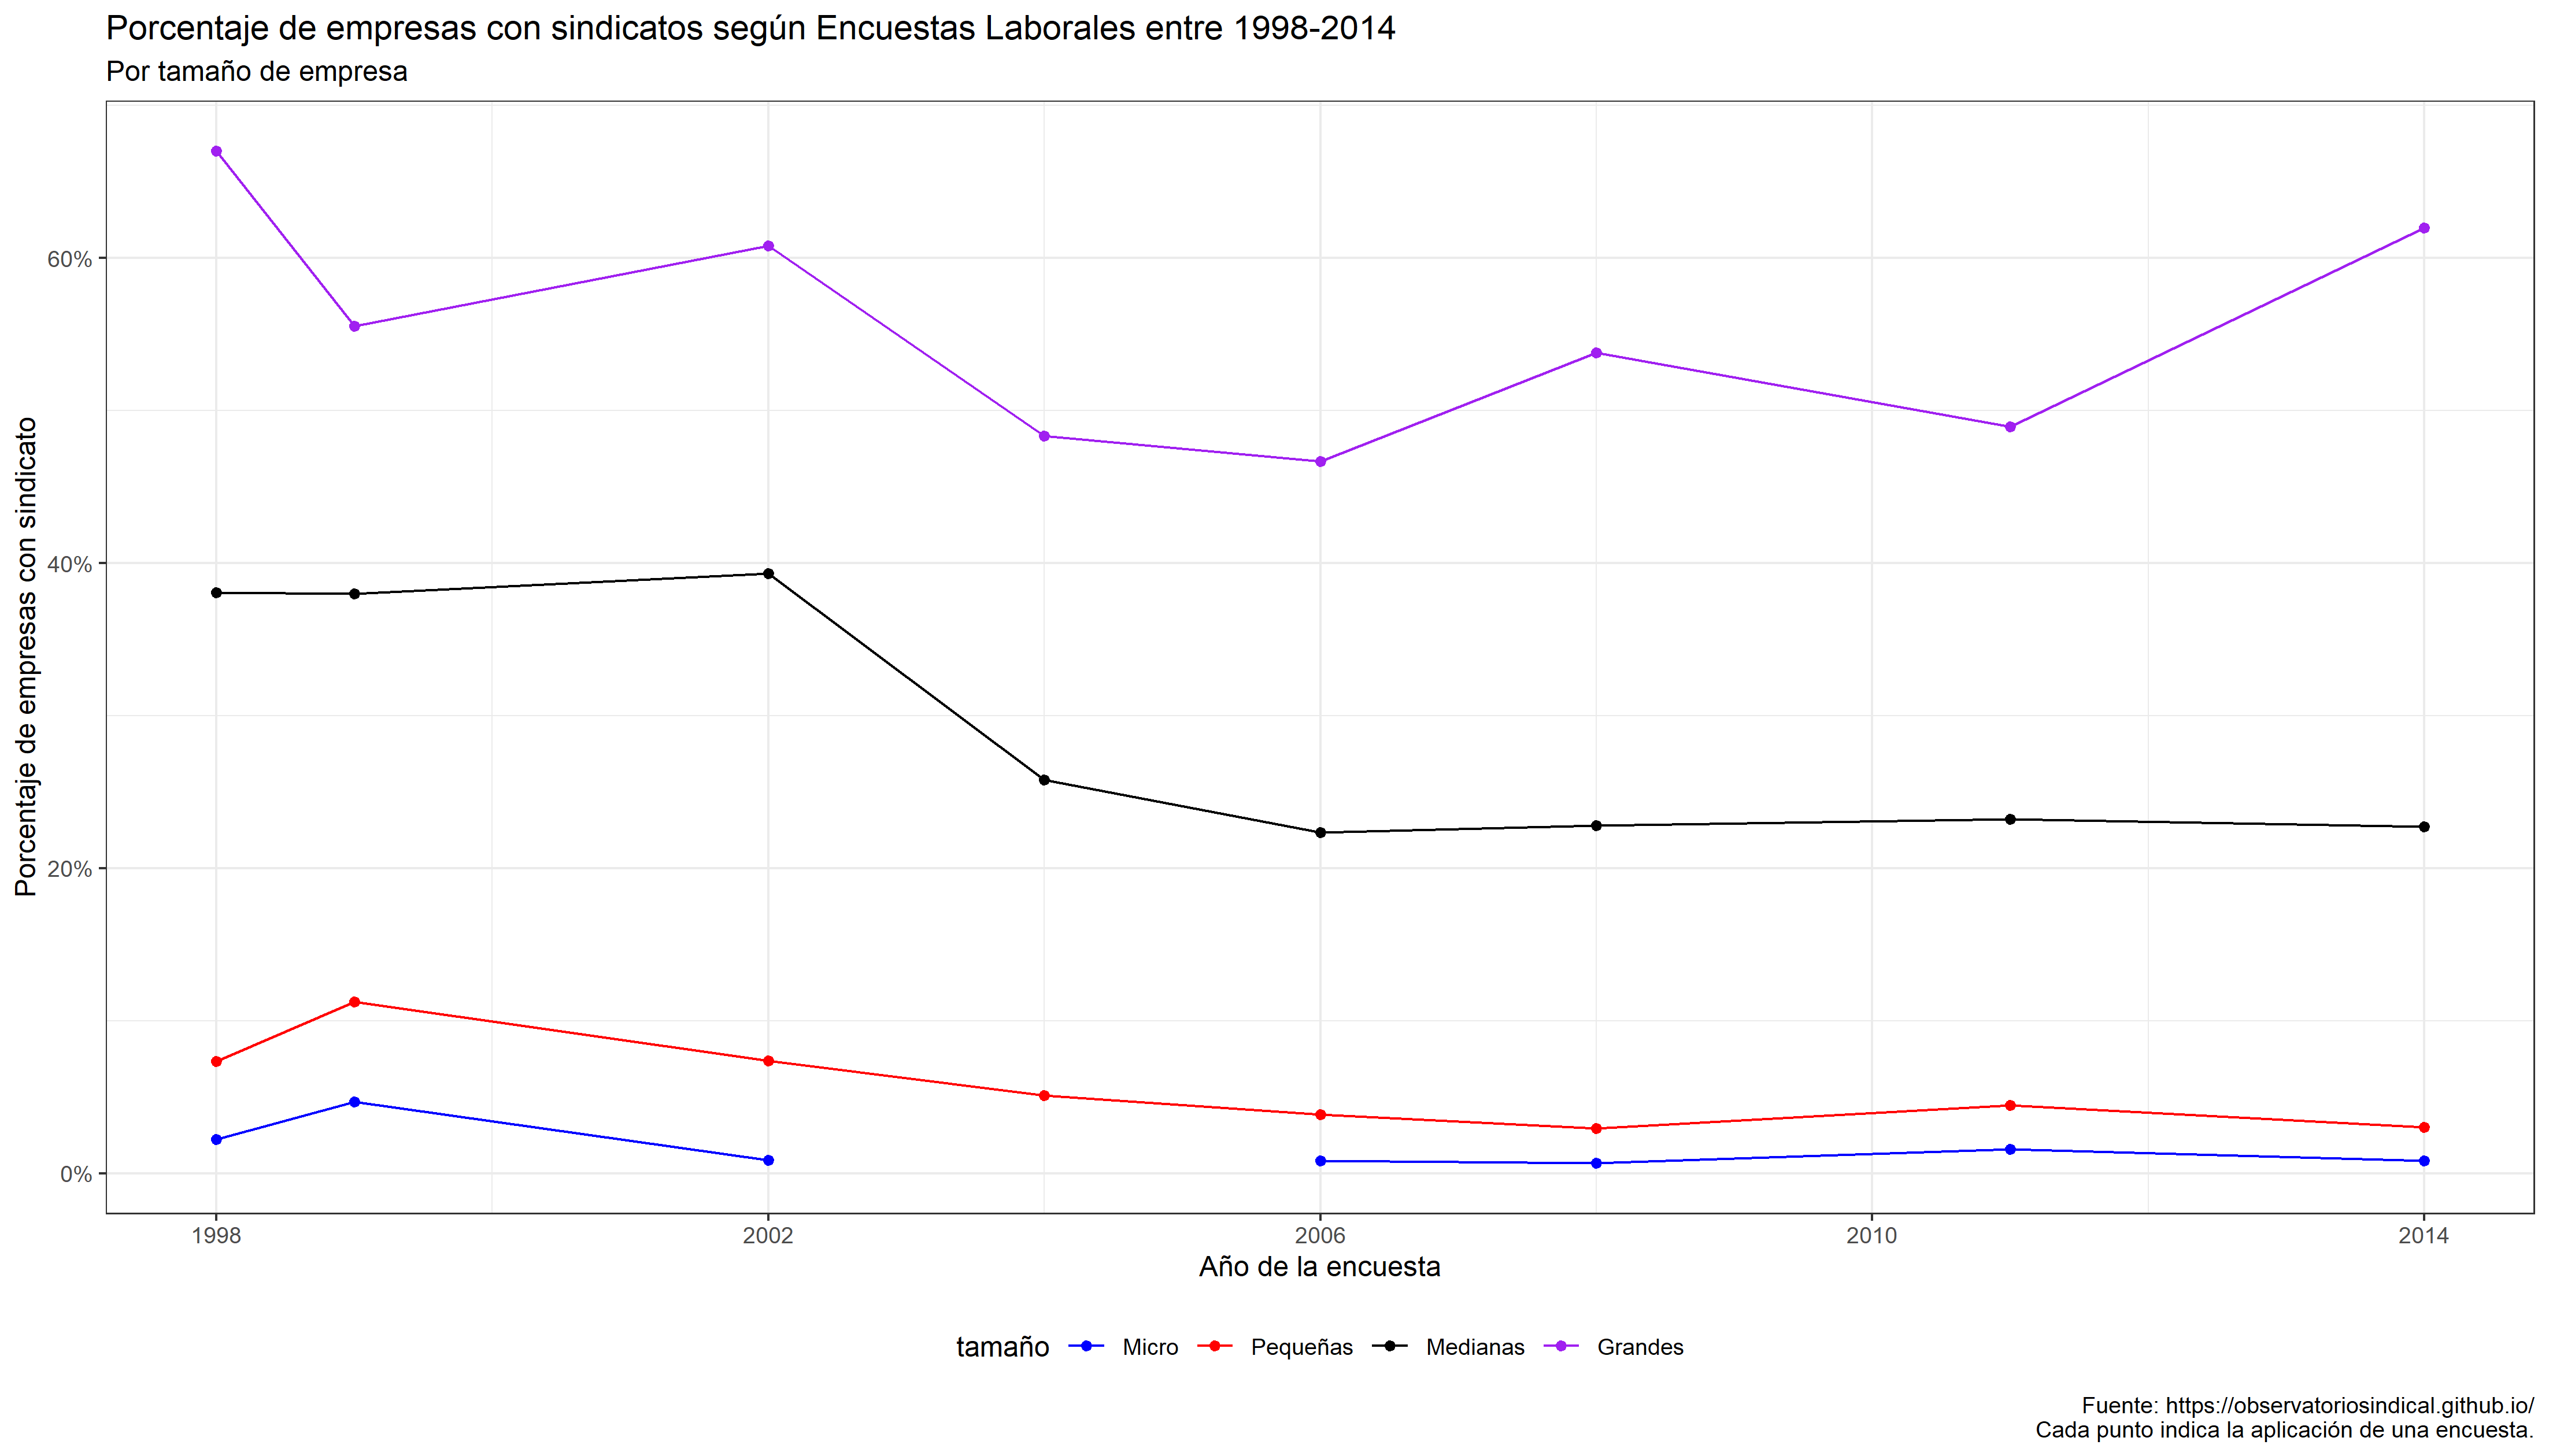 Porcentaje de empresas con sindicatos según Encuestas Laborales entre 1998-2014
Por tamaño de empresa
Porcentaje de empresas con sindicato
60%
40%
20%
0%
1998
2002
2006
2010
2014
Año de la encuesta
tamaño
Micro
Pequeñas
Medianas
Grandes
Fuente: https://observatoriosindical.github.io/
Cada punto indica la aplicación de una encuesta.